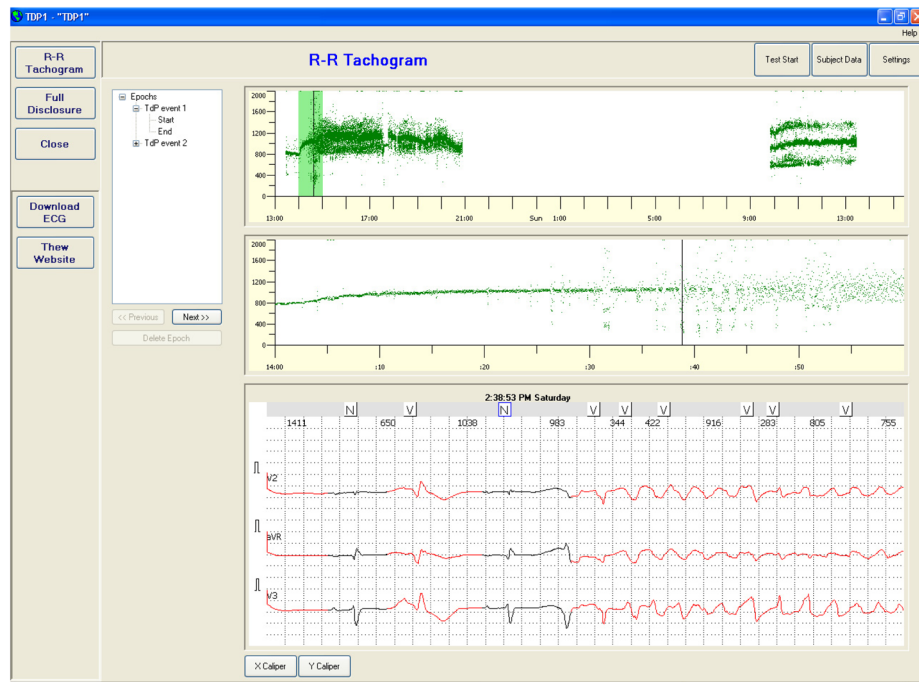 TDP1 - "TDP1"
Help
R-R
Tachogram
R-R Tachogram
Test Start
Subject Data
Settings
Full
Disclosure
Close
Download
ECG
Thew
Website
Epochs
TdP event 1
Start
End
TdP event 2
<< Previous
Next >>
Delete Epoch
2000
1600
1200
800
400
0
13:00 17:00 21:00 Sun 1:00 5:00 9:00 13:00
2000
1600
1200
800
400
0
14:00 :10 :20 :30 :40 :50
2:38:53 PM Saturday
N V N V V V V V V
1411 650 1038 983 344 422 916 283 805 755
V2
aVR
V3
X Caliper
Y Caliper